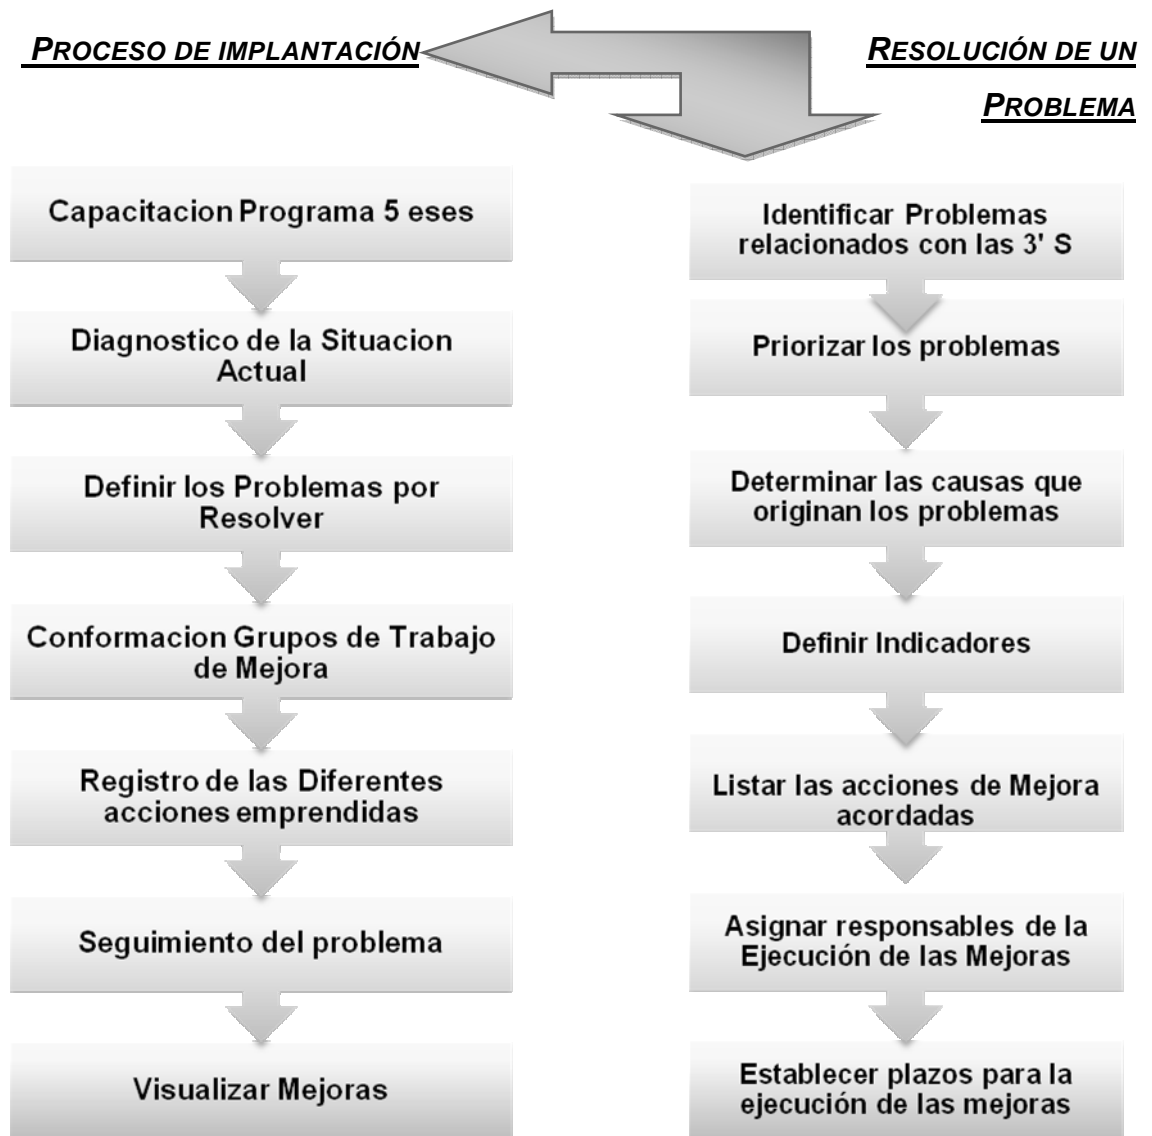 PROCESO DE IMPLANTACIÓN
RESOLUCIÓN DE UN
PROBLEMA
Capacitacion Programa 5 eses
Diagnostico de la Situacion
Actual
Definir los Problemas por
Resolver
Conformacion Grupos de Trabajo
de Mejora
Registro de las Diferentes
acciones emprendidas
Seguimiento del problema
Visualizar Mejoras
Identificar Problemas
relacionados con las 3' S
Priorizar los problemas
Determinar las causas que
originan los problemas
Definir Indicadores
Listar las acciones de Mejora
acordadas
Asignar responsables de la
Ejecución de las Mejoras
Establecer plazos para la
ejecución de las mejoras